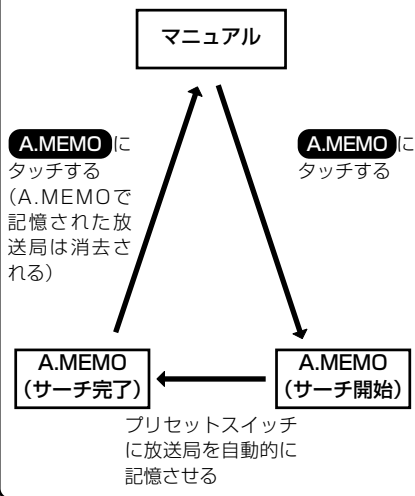 マニュアル
A.MEMO に
タッチする
(A.MEMOで
記憶された放
送局は消去さ
れる)
A.MEMO に
タッチする
A.MEMO
(サーチ完了)
A.MEMO
(サーチ開始)
プリセットスイッチ
に放送局を自動的に
記憶させる